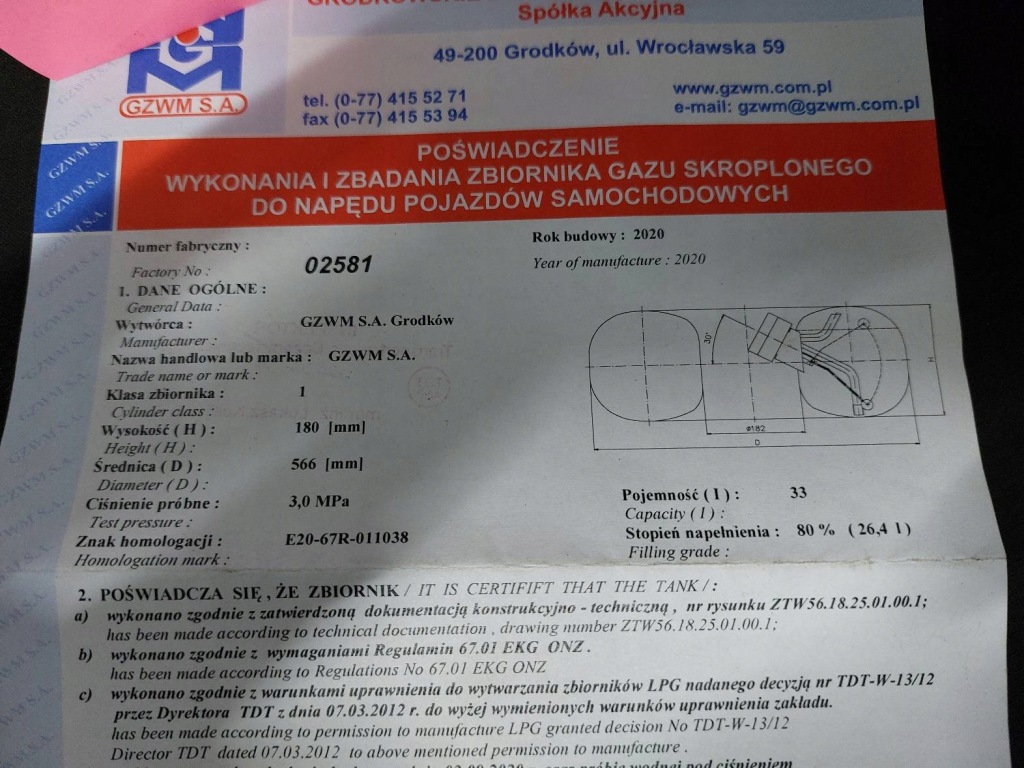 Spółka Akcyjna
49-200 Grodków, ul. Wrocławska 59
GZWM S.A.
tel. (0-77) 415 52 71
fax (0-77) 415 53 94
www.gzwm.com.pl
e-mail: gzwm@gzwm.com.pl
POŚWIADCZENIE
WYKONANIA I ZBADANIA ZBIORNIKA GAZU SKROPLONEGO
DO NAPĘDU POJAZDÓW SAMOCHODOWYCH
Numer fabryczny :
Factory No :
02581
Rok budowy : 2020
Year of manufacture : 2020
1. DANE OGÓLNE :
General Data :
Wytwórca : GZWM S.A. Grodków
Manufacturer :
Nazwa handlowa lub marka : GZWM S.A.
Trade name or mark :
Klasa zbiornika : 1
Cylinder class :
Wysokość ( H ) : 180 [mm]
Height ( H ) :
Średnica ( D ) : 566 [mm]
Diameter ( D ) :
Ciśnienie próbne : 3,0 MPa
Test pressure :
Znak homologacji : E20-67R-011038
Homologation mark :
30°
H
ø182
D
Pojemność ( I ) : 33
Capacity ( I ) :
Stopień napełnienia : 80 % ( 26,4 l )
Filling grade :
2. POŚWIADCZA SIĘ , ŻE ZBIORNIK / IT IS CERTIFIFT THAT THE TANK / :
a) wykonano zgodnie z zatwierdzoną dokumentacją konstrukcyjno - techniczną , nr rysunku ZTW56.18.25.01.00.1;
has been made according to technical documentation , drawing number ZTW56.18.25.01.00.1;
b) wykonano zgodnie z wymaganiami Regulamin 67.01 EKG ONZ .
has been made according to Regulations No 67.01 EKG ONZ
c) wykonano zgodnie z warunkami uprawnienia do wytwarzania zbiorników LPG nadanego decyzją nr TDT-W-13/12
przez Dyrektora TDT z dnia 07.03.2012 r. do wyżej wymienionych warunków uprawnienia zakładu.
has been made according to permission to manufacture LPG granted decision No TDT-W-13/12
Director TDT dated 07.03.2012 to above mentioned permission to manufacture .